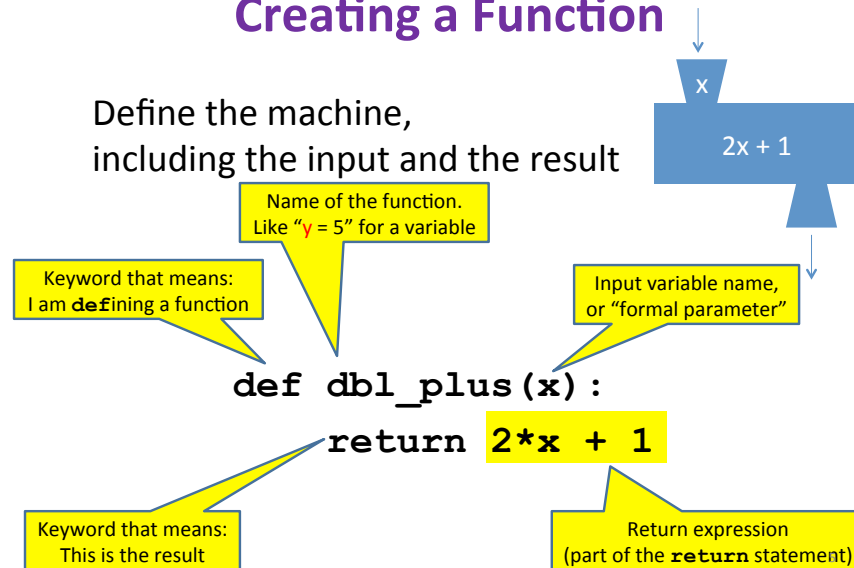 Creating a Function
x
2x + 1
Define the machine,
including the input and the result
Name of the function.
Like “y = 5” for a variable
Keyword that means:
I am defining a function
Input variable name,
or “formal parameter”
def dbl_plus(x):
return 2*x + 1
Keyword that means:
This is the result
Return expression
(part of the return statement)